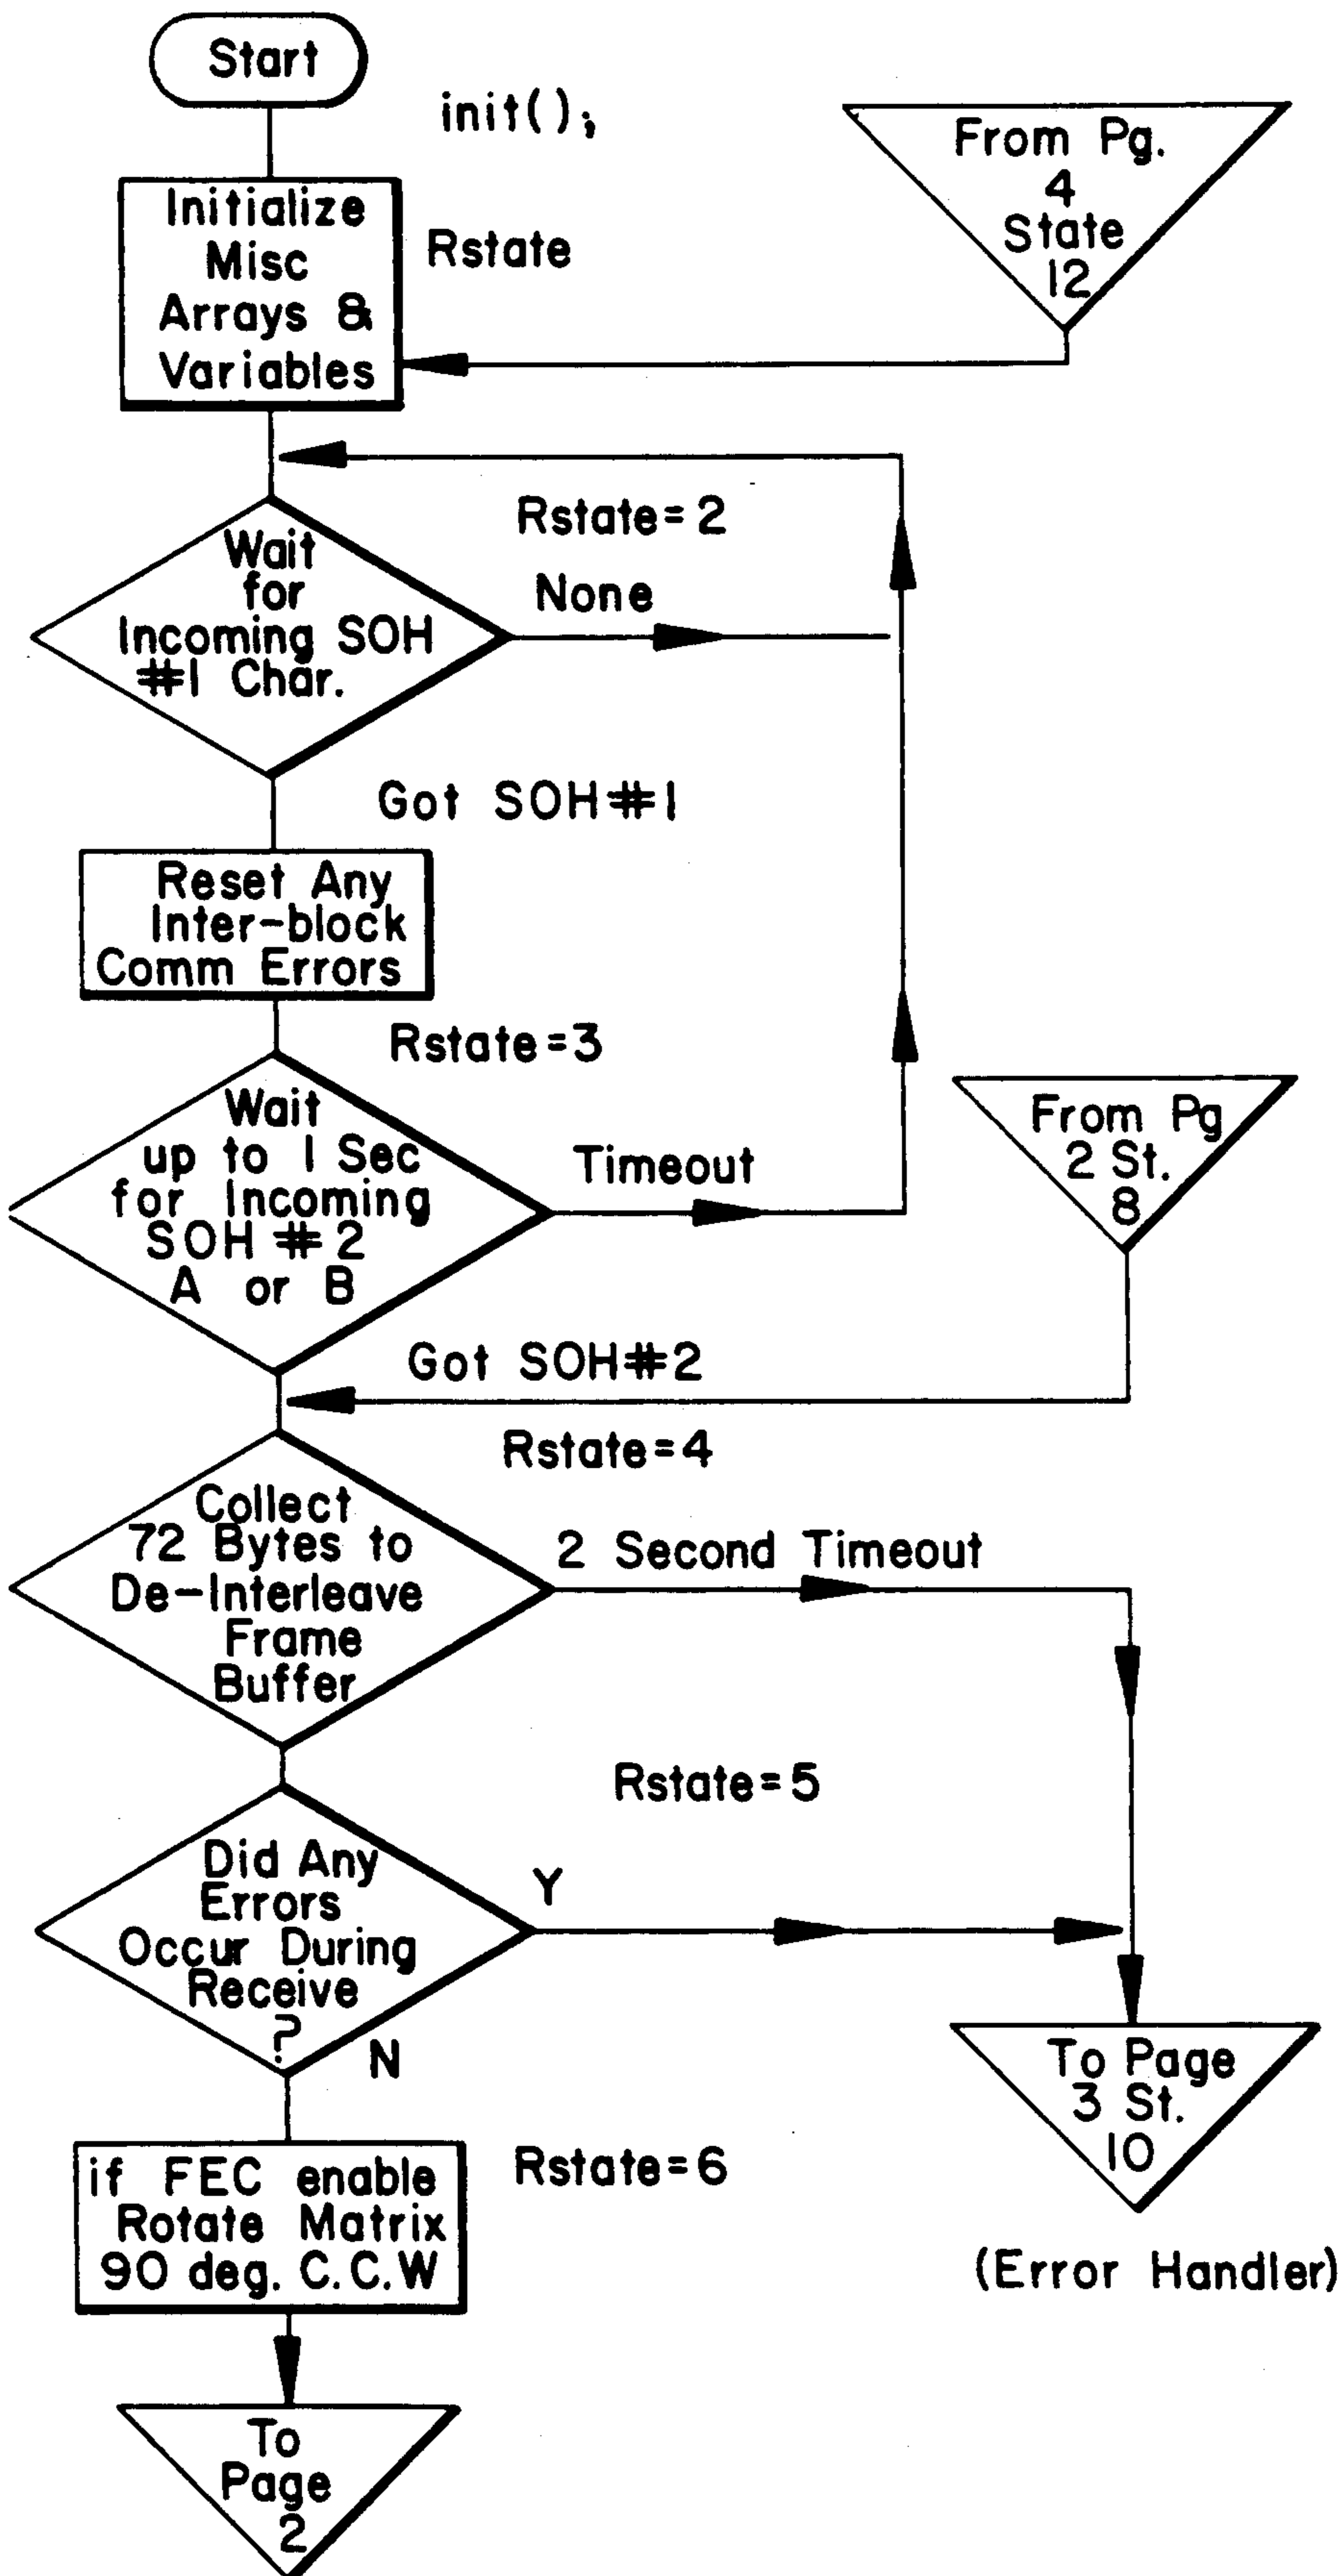 Start
init();
From Pg.
4
State
12
Initialize
Misc
Arrays &
Variables
Rstate
Rstate=2
Wait
for
Incoming SOH
#1 Char.
None
Got SOH#1
Reset Any
Inter-block
Comm Errors
Rstate=3
Wait
up to 1 Sec
for Incoming
SOH #2
A or B
Timeout
From Pg
2 St.
8
Got SOH#2
Rstate=4
Collect
72 Bytes to
De-Interleave
Frame
Buffer
2 Second Timeout
Rstate=5
Did Any
Errors
Occur During
Receive
?
Y
N
To Page
3 St.
10
(Error Handler)
if FEC enable
Rotate Matrix
90 deg. C.C.W
Rstate=6
To
Page
2